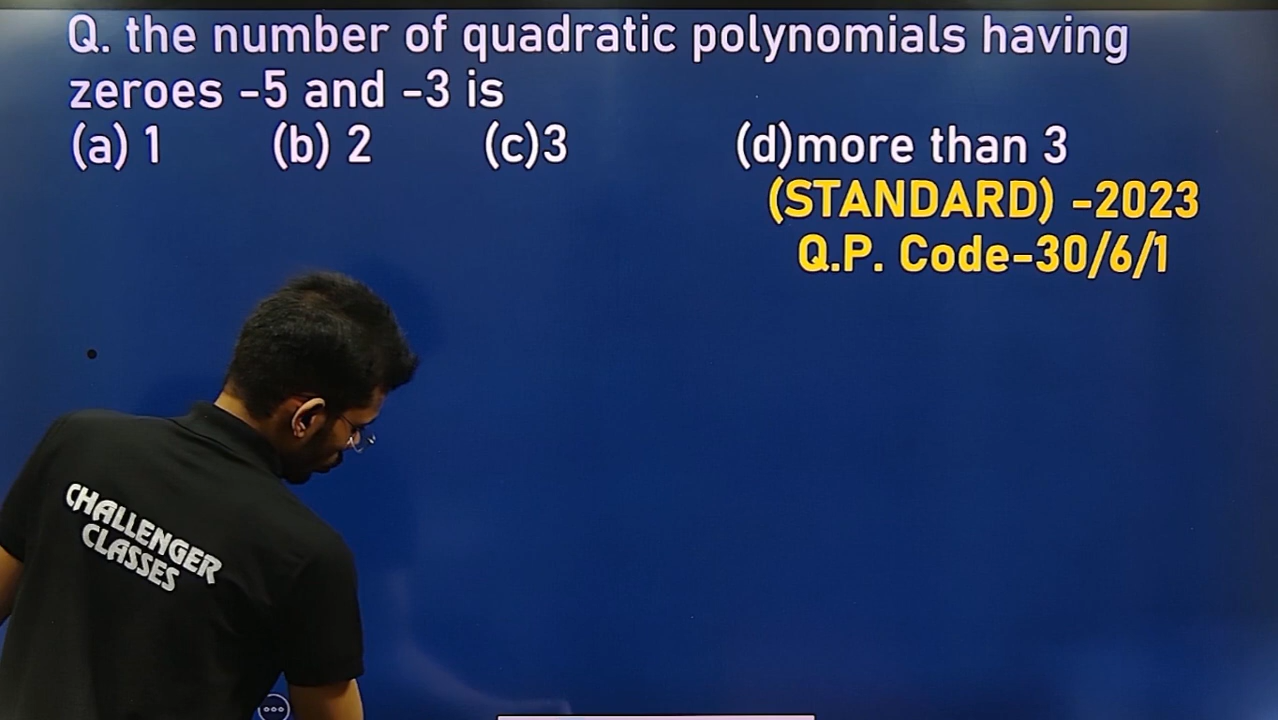 Q. the number of quadratic polynomials having
zeroes -5 and -3 is
(a) 1 (b) 2 (c)3 (d)more than 3
(STANDARD) -2023
Q.P. Code-30/6/1
CHALLENGER
CLASSES